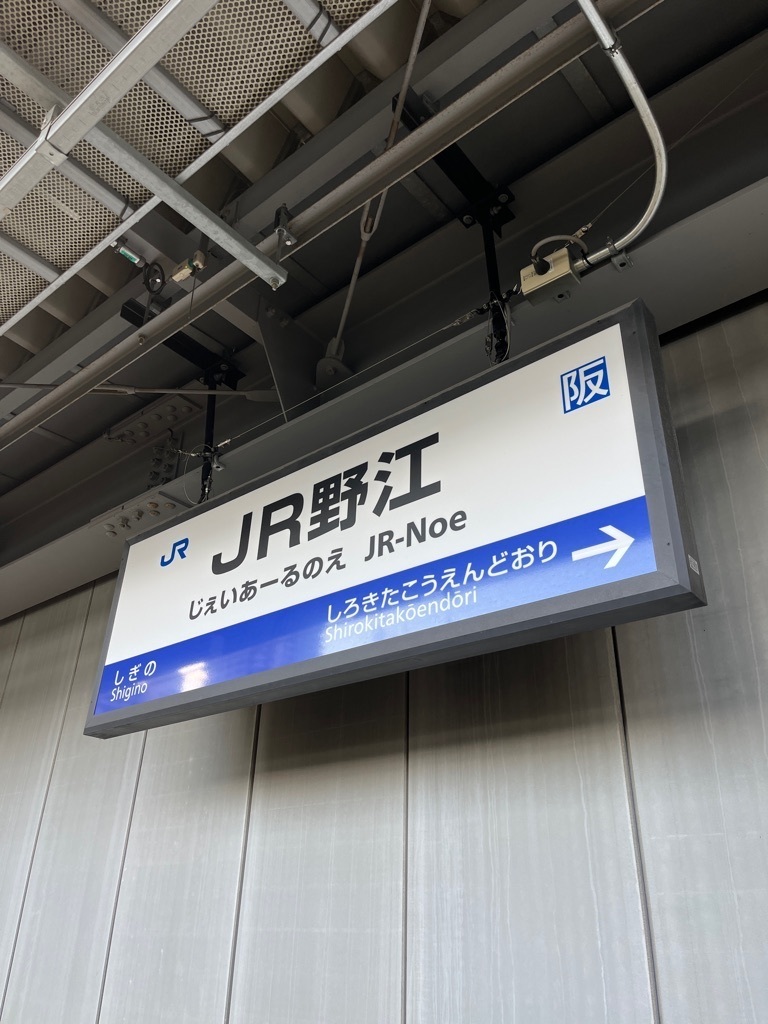 阪
JR
JR野江
じぇいあーるのえ JR-Noe
しろきたこうえんどおり
Shirokitakōendōri
しぎの
Shigino